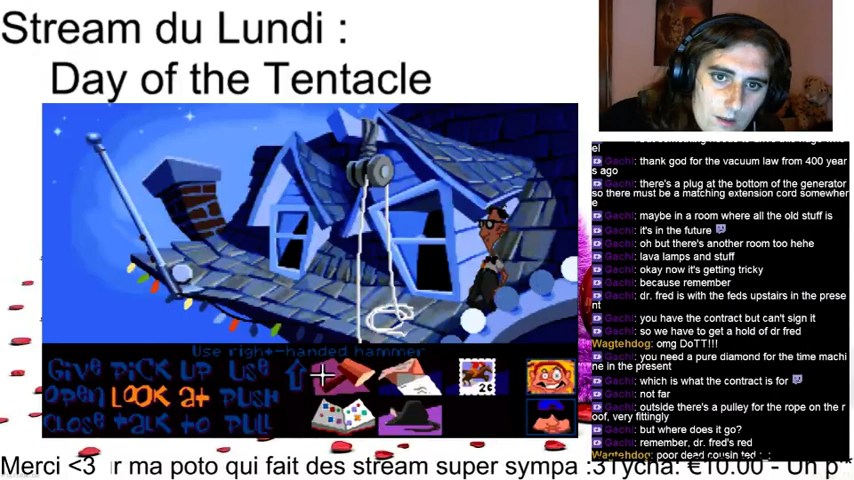 Stream du Lundi :
Day of the Tentacle
el
Gachi: thank god for the vacuum law from 400 year
s ago
Gachi: there's a plug at the bottom of the generator
so there must be a matching extension cord somewher
e
Gachi: maybe in a room where all the old stuff is
Gachi: it's in the future
Gachi: oh but there's another room too hehe
Gachi: lava lamps and stuff
Gachi: okay now it's getting tricky
Gachi: because remember
Gachi: dr. fred is with the feds upstairs in the prese
nt
Gachi: you have the contract but can't sign it
Gachi: so we have to get a hold of dr fred
Wagtehdog: omg DoTT!!!
Gachi: you need a pure diamond for the time machi
ne in the present
Gachi: which is what the contract is for
Gachi: not far
Gachi: outside there's a pulley for the rope on the r
oof. very fittingly
Gachi: but where does it go?
Gachi: remember, dr. fred's red
Wagtehdog: poor dead cousin ted :_:
Use right-handed hammer
Give Pick up Use
Open Look at Push
Close Talk to Pull
2¢
Merci <3 r ma poto qui fait des stream super sympa :3Tycha: €10.00 - Un p'*